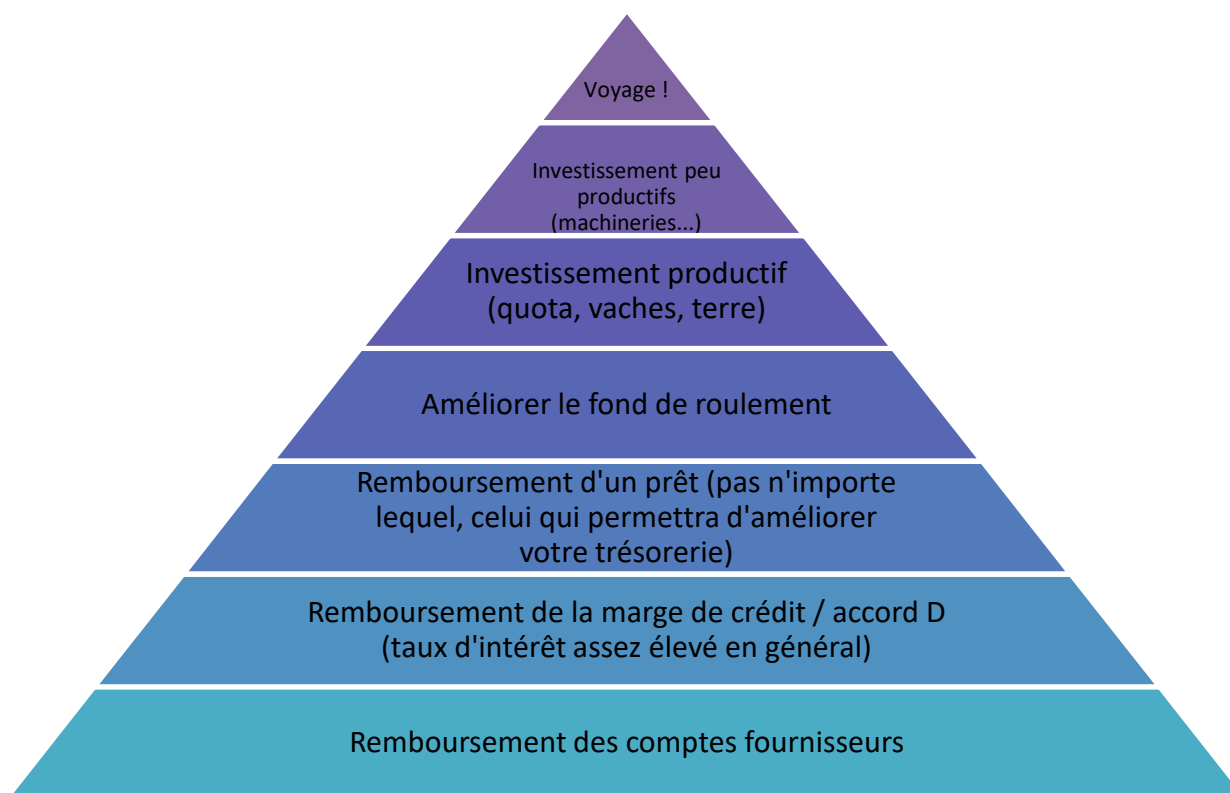 Voyage !
Investissement peu
productifs
(machineries...)
Investissement productif
(quota, vaches, terre)
Améliorer le fond de roulement
Remboursement d'un prêt (pas n'importe
lequel, celui qui permettra d'améliorer
votre trésorerie)
Remboursement de la marge de crédit / accord D
(taux d'intérêt assez élevé en général)
Remboursement des comptes fournisseurs